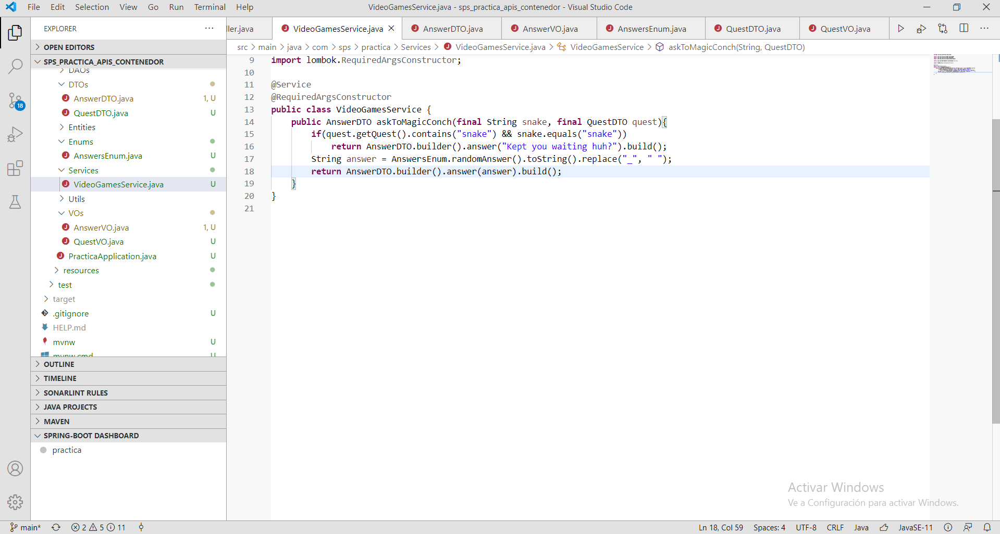 File Edit Selection View Go Run Terminal Help
VideoGamesService.java - sps_practica_apis_contenedor - Visual Studio Code
EXPLORER
OPEN EDITORS
SPS_PRACTICA_APIS_CONTENEDOR
DAOs
DTOs
AnswerDTO.java 1, U
QuestDTO.java U
Entities
Enums
AnswersEnum.java U
Services
VideoGamesService.java U
Utils
VOs
AnswerVO.java 1, U
QuestVO.java U
PracticaApplication.java U
resources
test
target
.gitignore U
HELP.md
mvnw U
mvnw.cmd U
OUTLINE
TIMELINE
SONARLINT RULES
JAVA PROJECTS
MAVEN
SPRING-BOOT DASHBOARD
practica
18
ller.java VideoGamesService.java AnswerDTO.java AnswerVO.java AnswersEnum.java QuestDTO.java QuestVO.java
src > main > java > com > sps > practica > Services > VideoGamesService.java > VideoGamesService > askToMagicConch(String, QuestDTO)
9 import lombok.RequiredArgsConstructor;
10
11 @Service
12 @RequiredArgsConstructor
13 public class VideoGamesService {
14 public AnswerDTO askToMagicConch(final String snake, final QuestDTO quest){
15 if(quest.getQuest().contains("snake") && snake.equals("snake"))
16 return AnswerDTO.builder().answer("Kept you waiting huh?").build();
17 String answer = AnswersEnum.randomAnswer().toString().replace("_", " ");
18 return AnswerDTO.builder().answer(answer).build();
19 }
20 }
21
Activar Windows
Ve a Configuración para activar Windows.
main* 2 5 11 Ln 18, Col 59 Spaces: 4 UTF-8 CRLF Java JavaSE-11